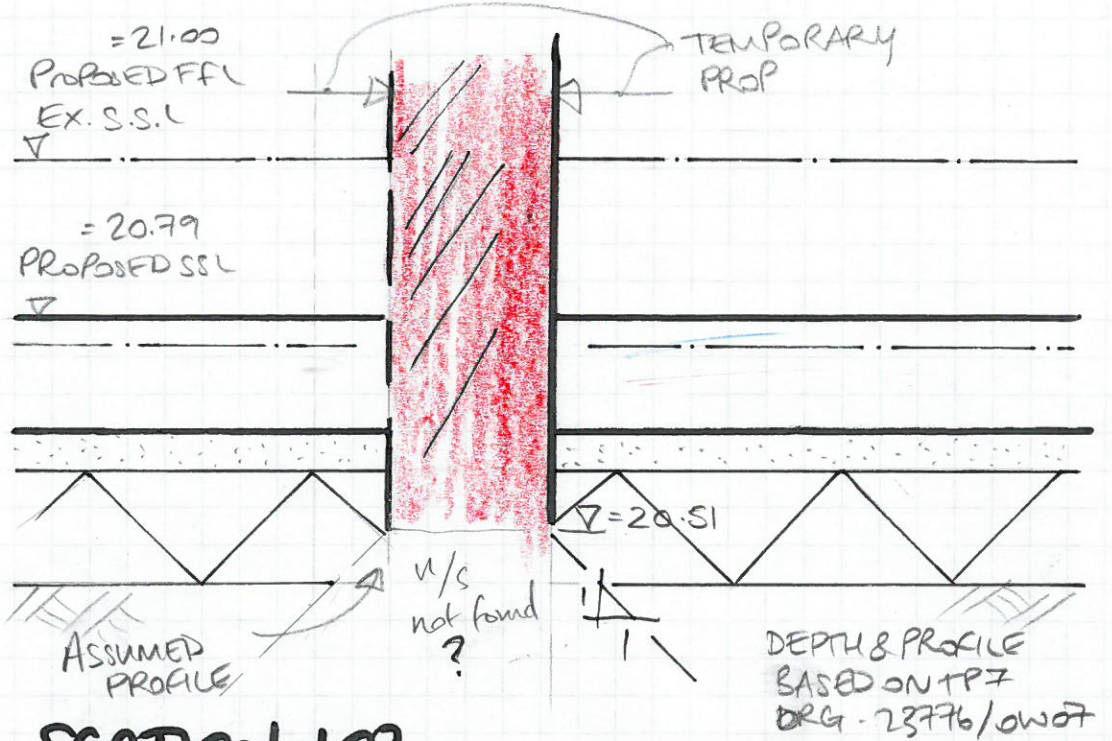 =21.00
PROPOSED FFL
EX. S.S.L
TEMPORARY
PROP
=20.79
PROPOSED SSL
=20.51
u/s
not found
?
1
1
ASSUMED
PROFILE
DEPTH & PROFILE
BASED ON TP7
DRG - 23776/OW07